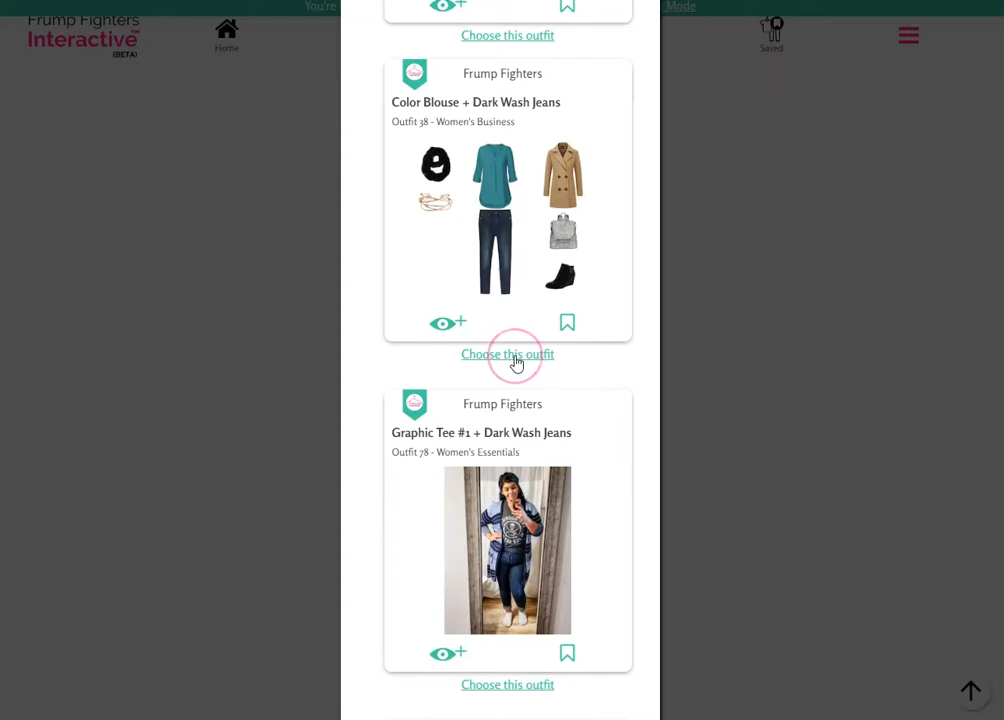 You're
Mode
Frump Fighters
Interactive™
(BETA)
Home
Saved
Choose this outfit
Frump Fighters
Color Blouse + Dark Wash Jeans
Outfit 38 - Women's Business
Choose this outfit
Frump Fighters
Graphic Tee #1 + Dark Wash Jeans
Outfit 78 - Women's Essentials
Choose this outfit